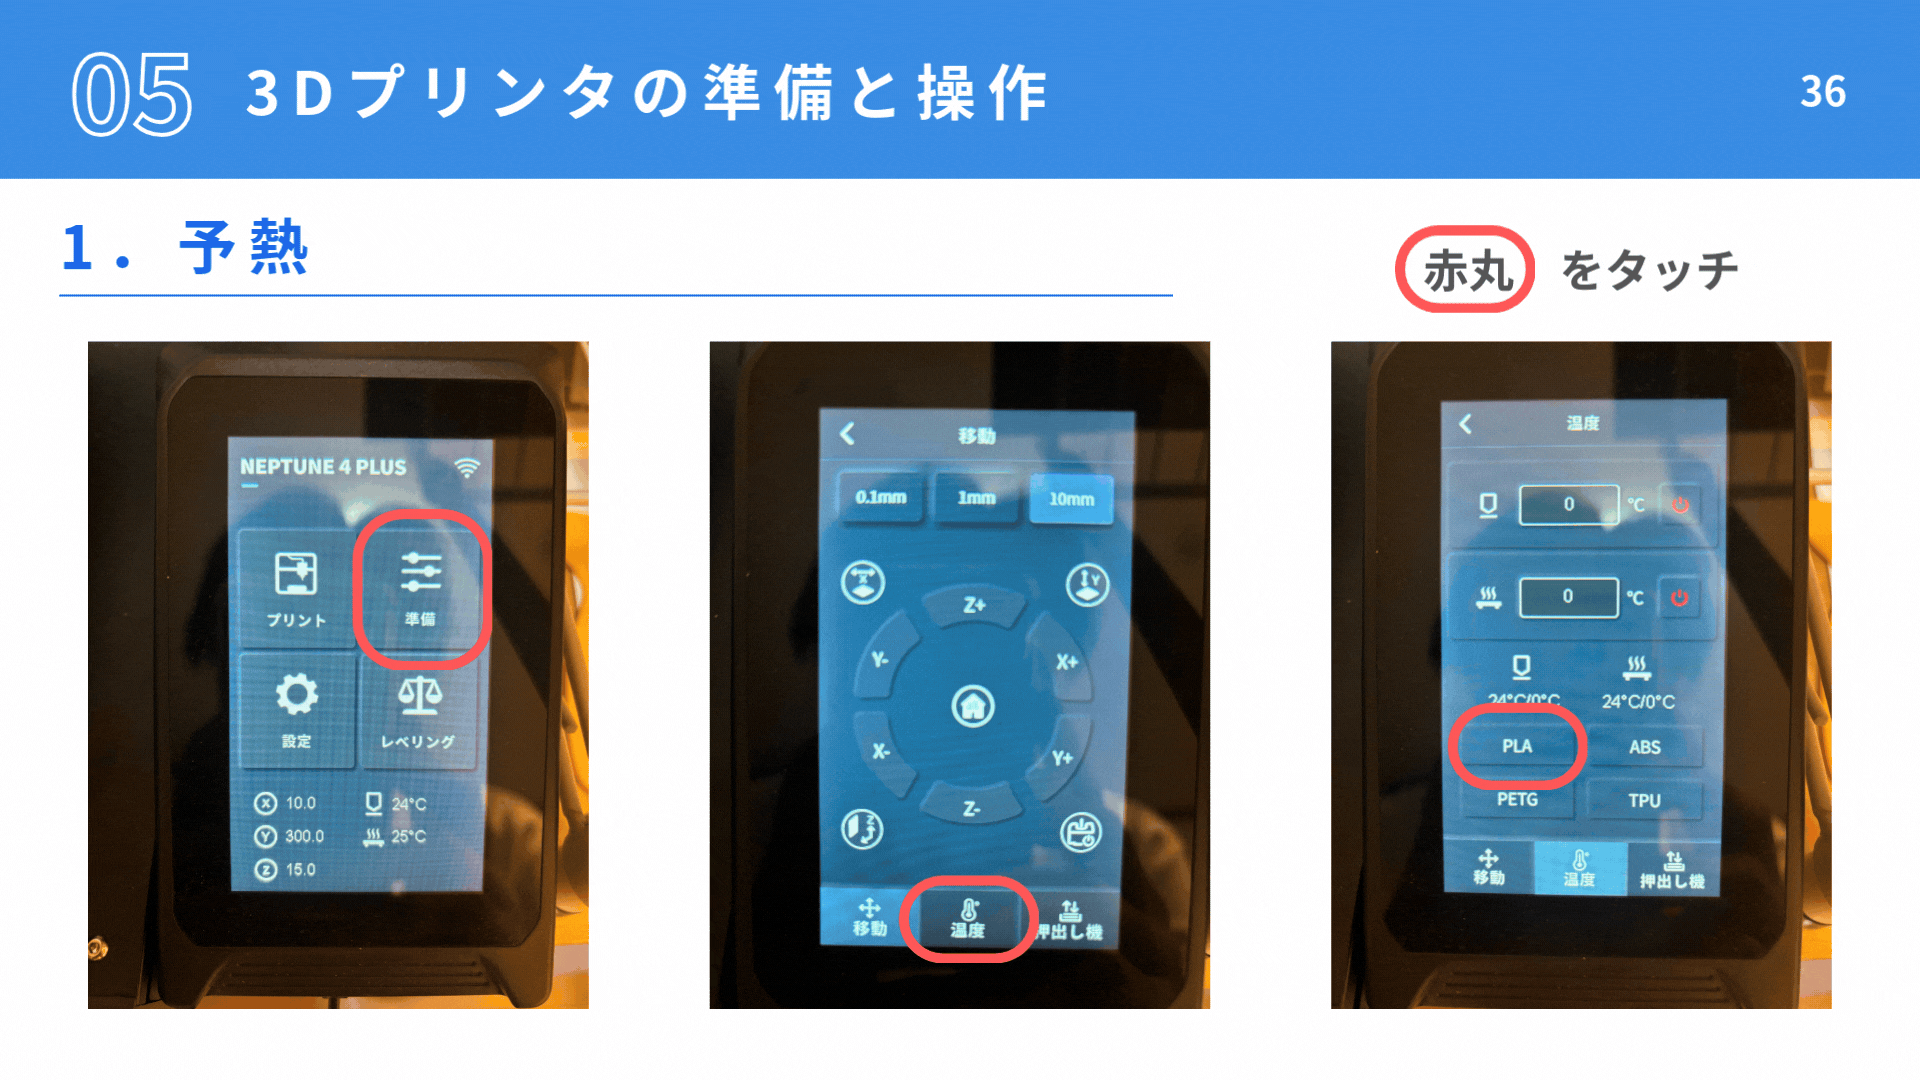 05 3Dプリンタの準備と操作 36
1. 予熱
赤丸 をタッチ
NEPTUNE 4 PLUS
プリント 準備
設定 レベリング
X 10.0 24°C
Y 300.0 25°C
Z 15.0
移動
0.1mm 1mm 10mm
X Y
Z+
Y- X+
X- Y+
Z-
Z
移動 温度 押出し機
温度
0 °C
0 °C
24°C/0°C 24°C/0°C
PLA ABS
PETG TPU
移動 温度 押出し機